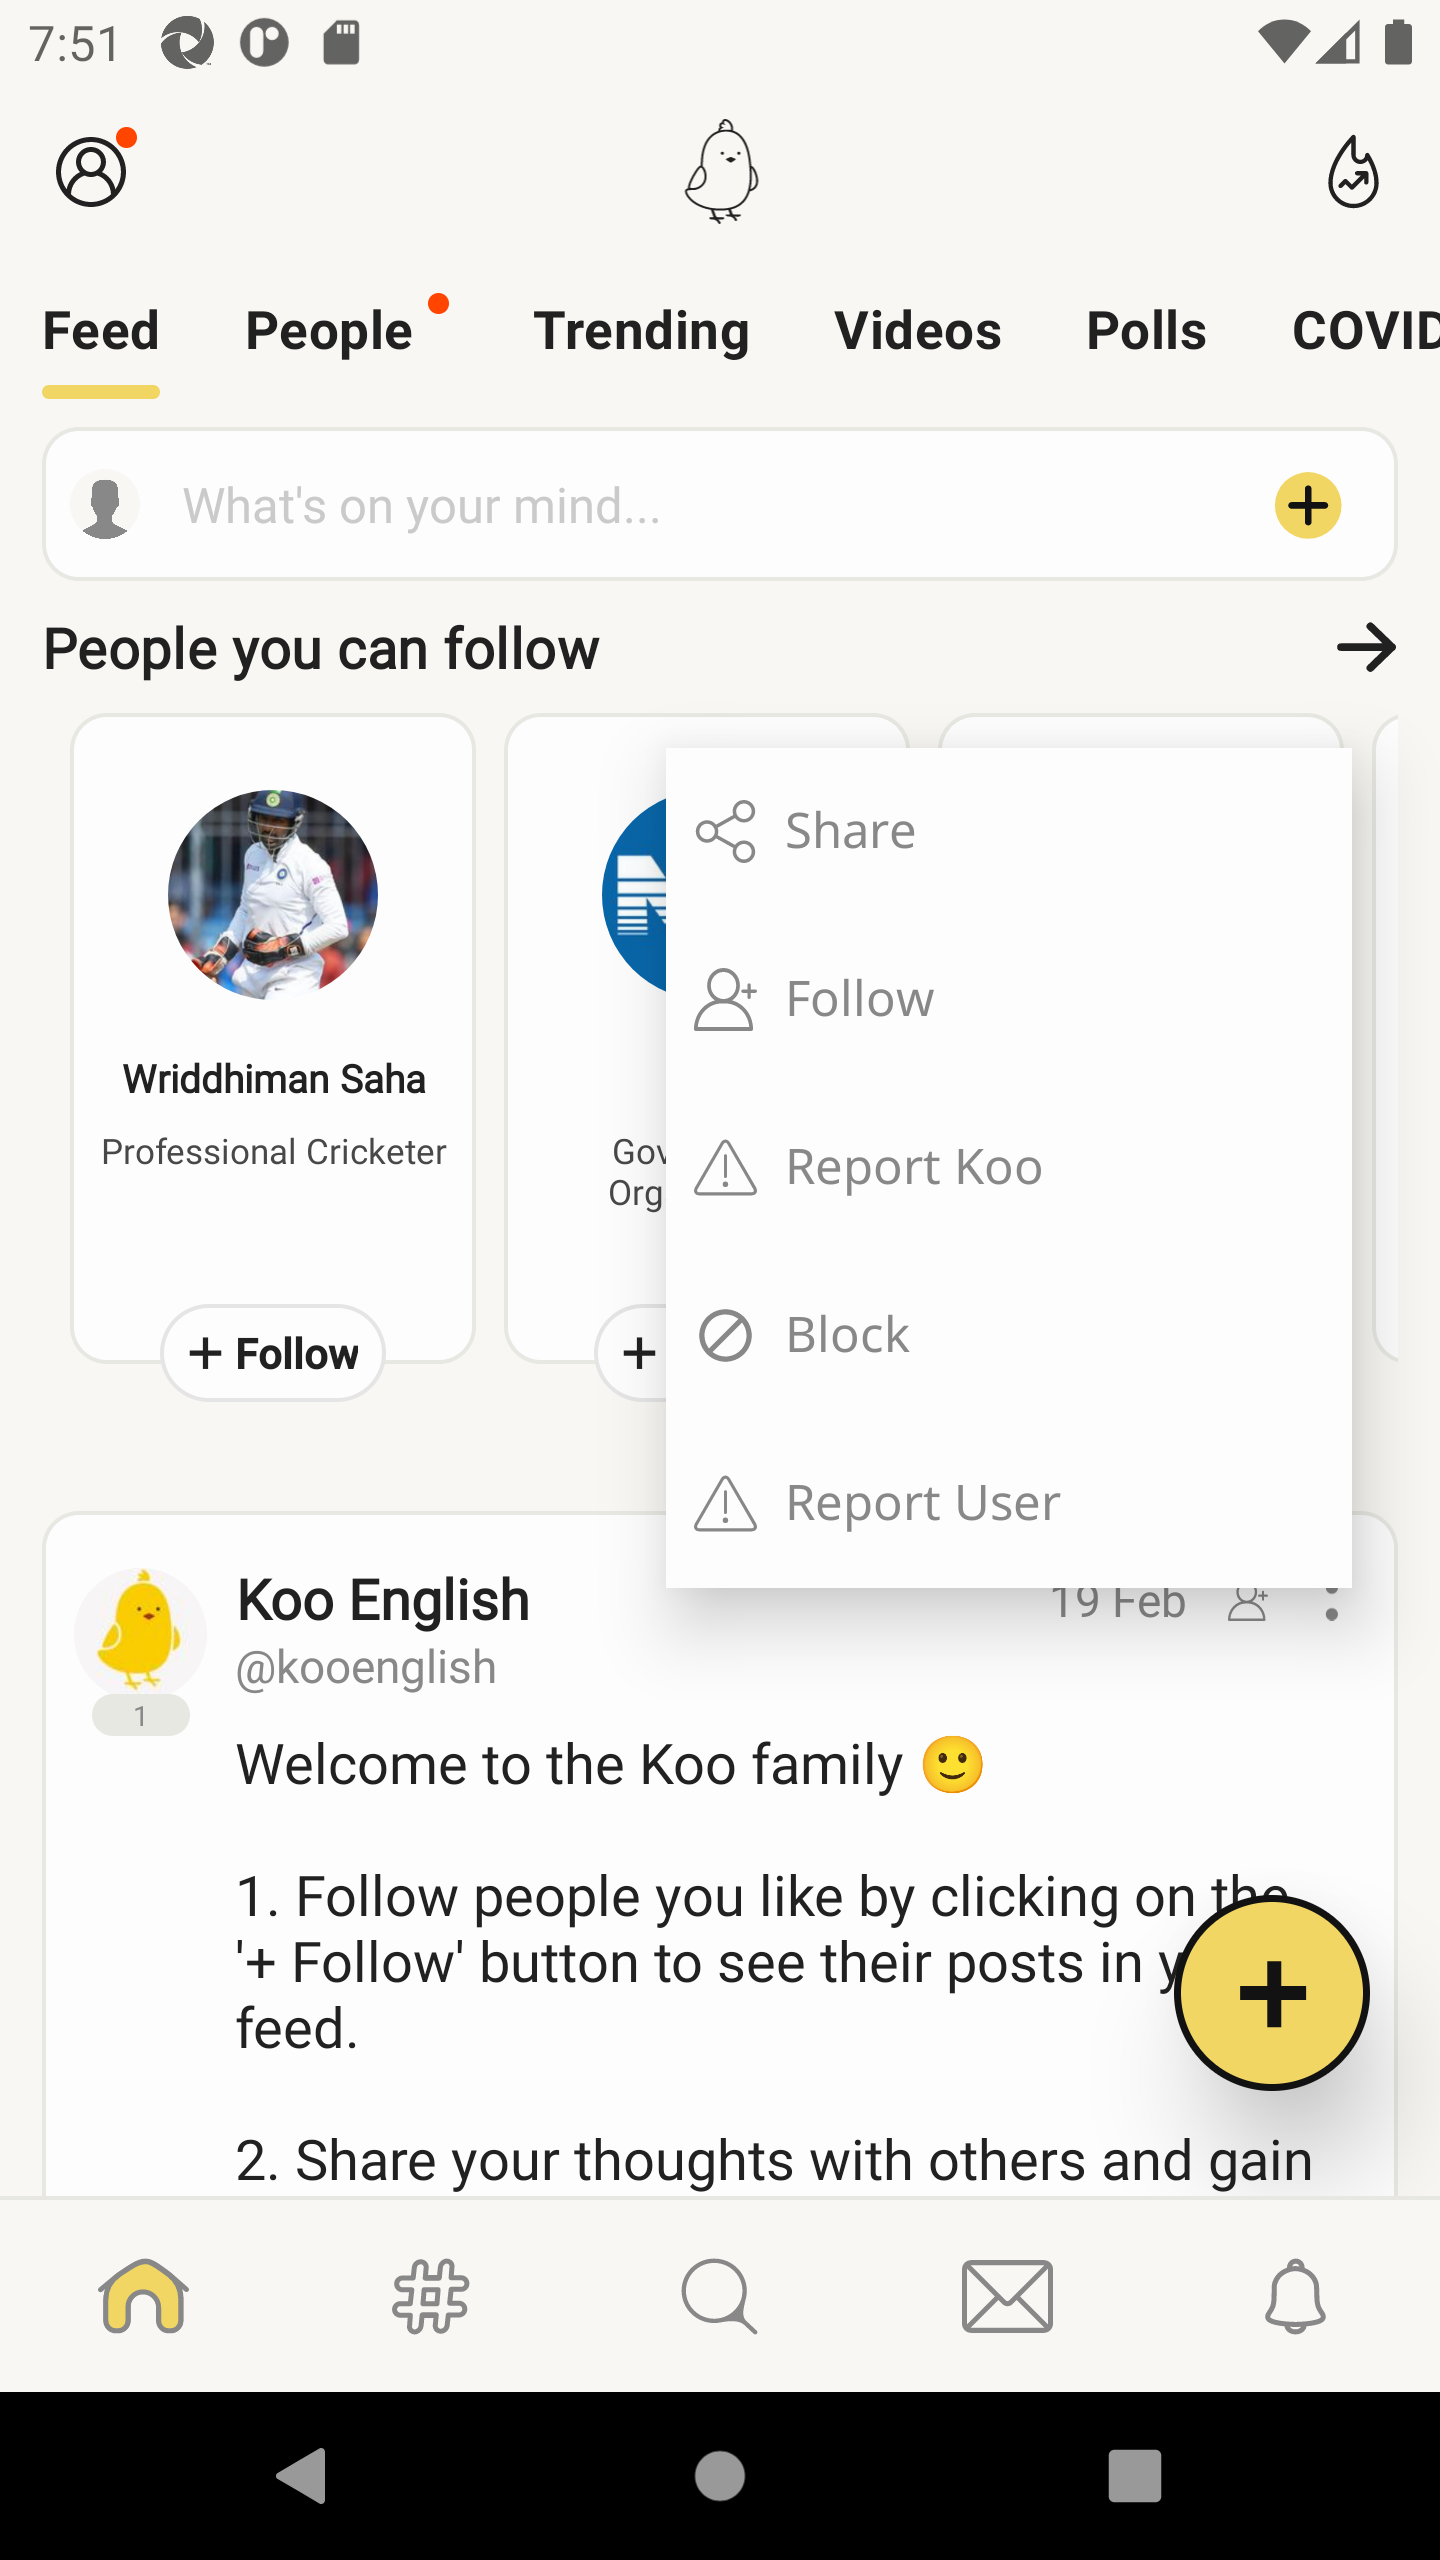 7:51
Feed People Trending Videos Polls COVID
What's on your mind...
People you can follow
Wriddhiman Saha
Professional Cricketer
+ Follow
+
Share
Follow
Report Koo
Block
Report User
Koo English
19 Feb
@kooenglish
1
Welcome to the Koo family 🙂
1. Follow people you like by clicking on the
'+ Follow' button to see their posts in
feed.
2. Share your thoughts with others and gain